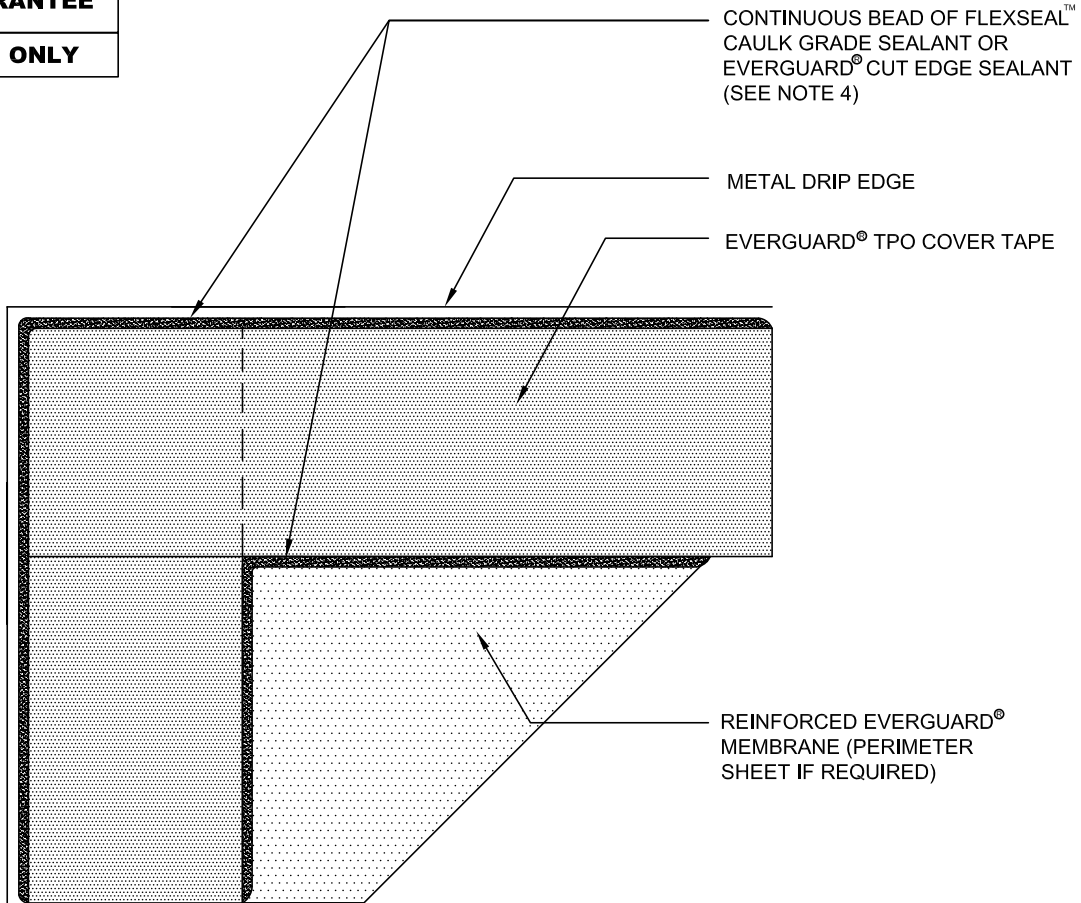 ONLY
CONTINUOUS BEAD OF FLEXSEAL™
CAULK GRADE SEALANT OR
EVERGUARD® CUT EDGE SEALANT
(SEE NOTE 4)
METAL DRIP EDGE
EVERGUARD® TPO COVER TAPE
REINFORCED EVERGUARD®
MEMBRANE (PERIMETER
SHEET IF REQUIRED)